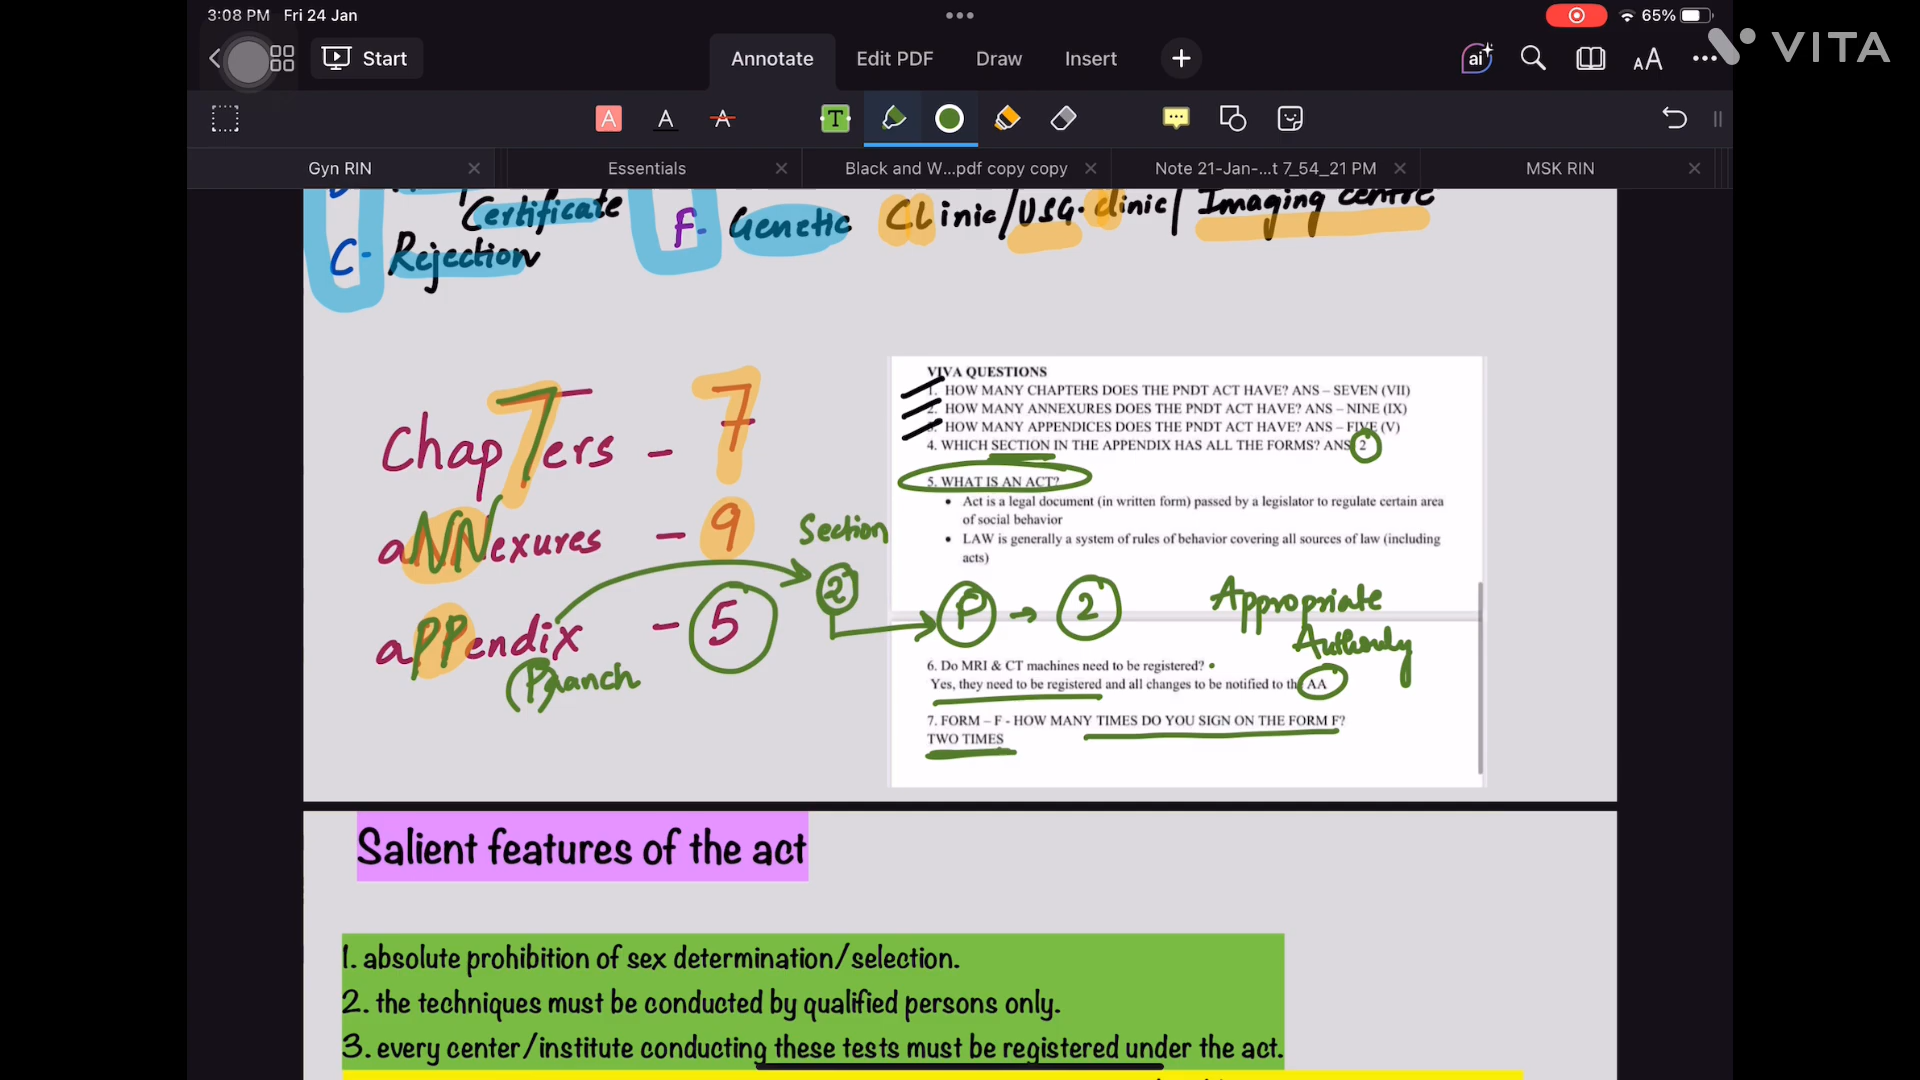 3:08 PM Fri 24 Jan
65%
VITA
Start
Annotate
Edit PDF
Draw
Insert
Gyn RIN
Essentials
Black and W...pdf copy copy
Note 21-Jan-...t 7_54_21 PM
MSK RIN
Certificate
F- Genetic Clinic/USG clinic/ Imaging centre
C- Rejection
Chap7ers - 7
aNNexures - 9
aPPendix - 5
Section
2
Paanch
VIVA QUESTIONS
1. HOW MANY CHAPTERS DOES THE PNDT ACT HAVE? ANS – SEVEN (VII)
2. HOW MANY ANNEXURES DOES THE PNDT ACT HAVE? ANS – NINE (IX)
3. HOW MANY APPENDICES DOES THE PNDT ACT HAVE? ANS – FIVE (V)
4. WHICH SECTION IN THE APPENDIX HAS ALL THE FORMS? ANS 2
5. WHAT IS AN ACT?
• Act is a legal document (in written form) passed by a legislator to regulate certain area
of social behavior
• LAW is generally a system of rules of behavior covering all sources of law (including
acts)
F → 2
Appropriate
Authority
6. Do MRI & CT machines need to be registered?
Yes, they need to be registered and all changes to be notified to th AA
7. FORM – F - HOW MANY TIMES DO YOU SIGN ON THE FORM F?
TWO TIMES
Salient features of the act
1. absolute prohibition of sex determination/selection.
2. the techniques must be conducted by qualified persons only.
3. every center/institute conducting these tests must be registered under the act.